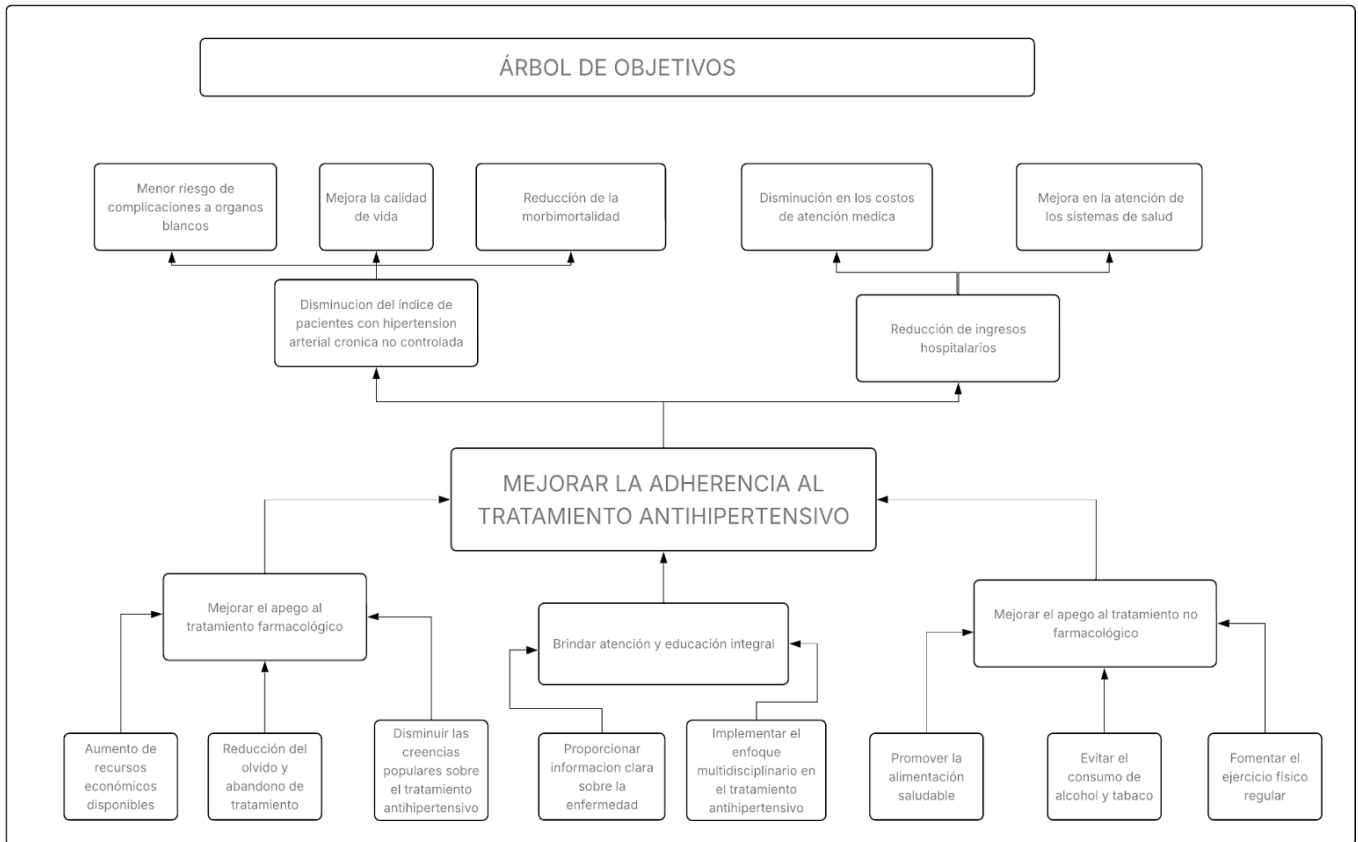 ÁRBOL DE OBJETIVOS
Menor riesgo de
complicaciones a organos
blancos
Mejora la calidad
de vida
Reducción de la
morbimortalidad
Disminución en los costos
de atención medica
Mejora en la atención de
los sistemas de salud
Disminucion del índice de
pacientes con hipertension
arterial cronica no controlada
Reducción de ingresos
hospitalarios
MEJORAR LA ADHERENCIA AL
TRATAMIENTO ANTIHIPERTENSIVO
Mejorar el apego al
tratamiento farmacológico
Brindar atención y educación integral
Mejorar el apego al tratamiento no
farmacológico
Aumento de
recursos
económicos
disponibles
Reducción del
olvido y
abandono de
tratamiento
Disminuir las
creencias
populares sobre
el tratamiento
antihipertensivo
Proporcionar
informacion clara
sobre la
enfermedad
Implementar el
enfoque
multidisciplinario en
el tratamiento
antihipertensivo
Promover la
alimentación
saludable
Evitar el
consumo de
alcohol y tabaco
Fomentar el
ejercicio físico
regular